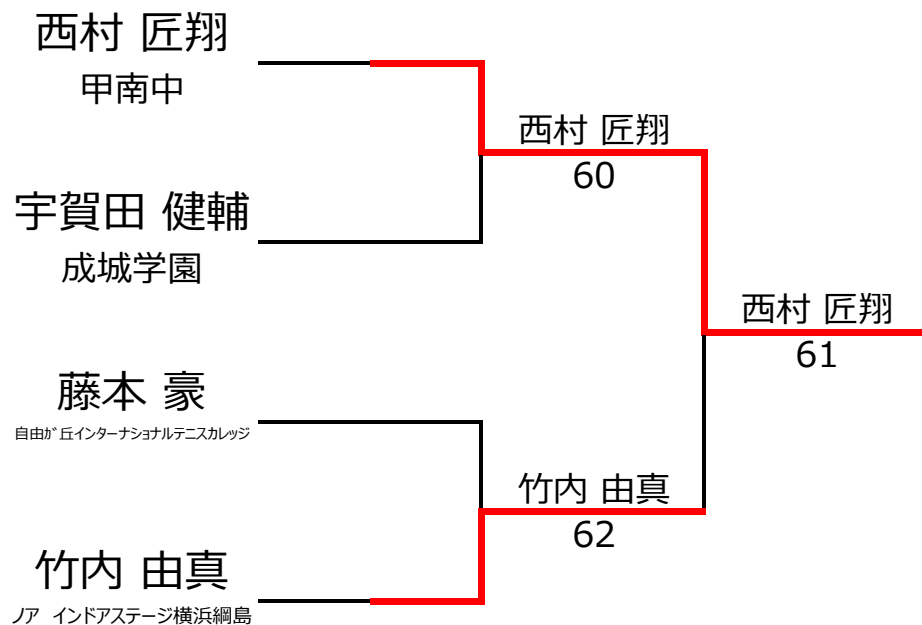 西村 匠翔
甲南中
西村 匠翔
60
宇賀田 健輔
成城学園
西村 匠翔
61
藤本 豪
自由が丘インターナショナルテニスカレッジ
竹内 由真
62
竹内 由真
ノア インドアステージ横浜綱島